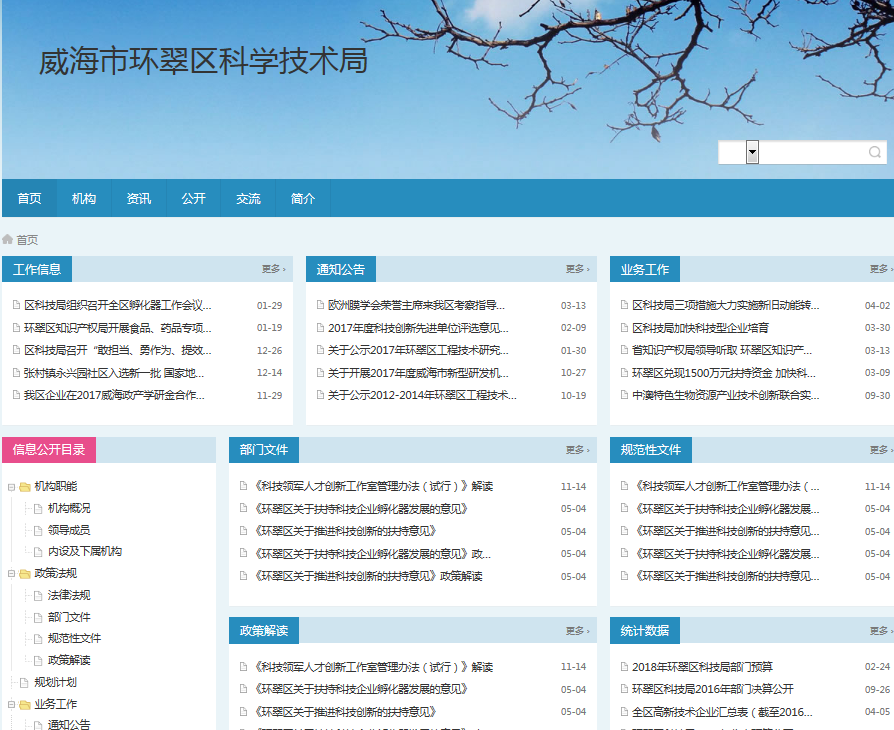 威海市环翠区科学技术局
首页 机构 资讯 公开 交流 简介
首页
工作信息 更多
区科技局组织召开全区孵化器工作会议... 01-29
环翠区知识产权局开展食品、药品专项... 01-19
区科技局召开“敢担当、勇作为、提效... 12-26
张村镇永兴园社区入选新一批 国家地... 12-14
我区企业在2017威海政产学研金合作... 11-29
通知公告 更多
欧洲膜学会荣誉主席来我区考察指导... 03-13
2017年度科技创新先进单位评选意见... 02-09
关于公示2017年环翠区工程技术研究... 01-30
关于开展2017年度威海市新型研发机... 10-27
关于公示2012-2014年环翠区工程技术... 10-19
业务工作 更多
区科技局三项措施大力实施新旧动能转... 04-02
区科技局加快科技型企业培育 03-30
省知识产权局领导听取 环翠区知识产... 03-13
环翠区兑现1500万元扶持资金 加快科... 03-09
中澳特色生物资源产业技术创新联合实... 09-30
信息公开目录
机构职能
机构概况
领导成员
内设及下属机构
政策法规
法律法规
部门文件
规范性文件
政策解读
规划计划
业务工作
通知公告
部门文件 更多
《科技领军人才创新工作室管理办法（试行）》解读 11-14
《环翠区关于扶持科技企业孵化器发展的意见》 05-04
《环翠区关于推进科技创新的扶持意见》 05-04
《环翠区关于扶持科技企业孵化器发展的意见》政... 05-04
《环翠区关于推进科技创新的扶持意见》政策解读 05-04
规范性文件 更多
《科技领军人才创新工作室管理办法（... 11-14
《环翠区关于扶持科技企业孵化器发展... 05-04
《环翠区关于推进科技创新的扶持意见... 05-04
《环翠区关于扶持科技企业孵化器发展... 05-04
《环翠区关于推进科技创新的扶持意见... 05-04
政策解读 更多
《科技领军人才创新工作室管理办法（试行）》解读 11-14
《环翠区关于扶持科技企业孵化器发展的意见》 05-04
《环翠区关于推进科技创新的扶持意见》 05-04
统计数据 更多
2018年环翠区科技局部门预算 02-24
环翠区科技局2016年部门决算公开 09-26
全区高新技术企业汇总表（截至2016... 04-05